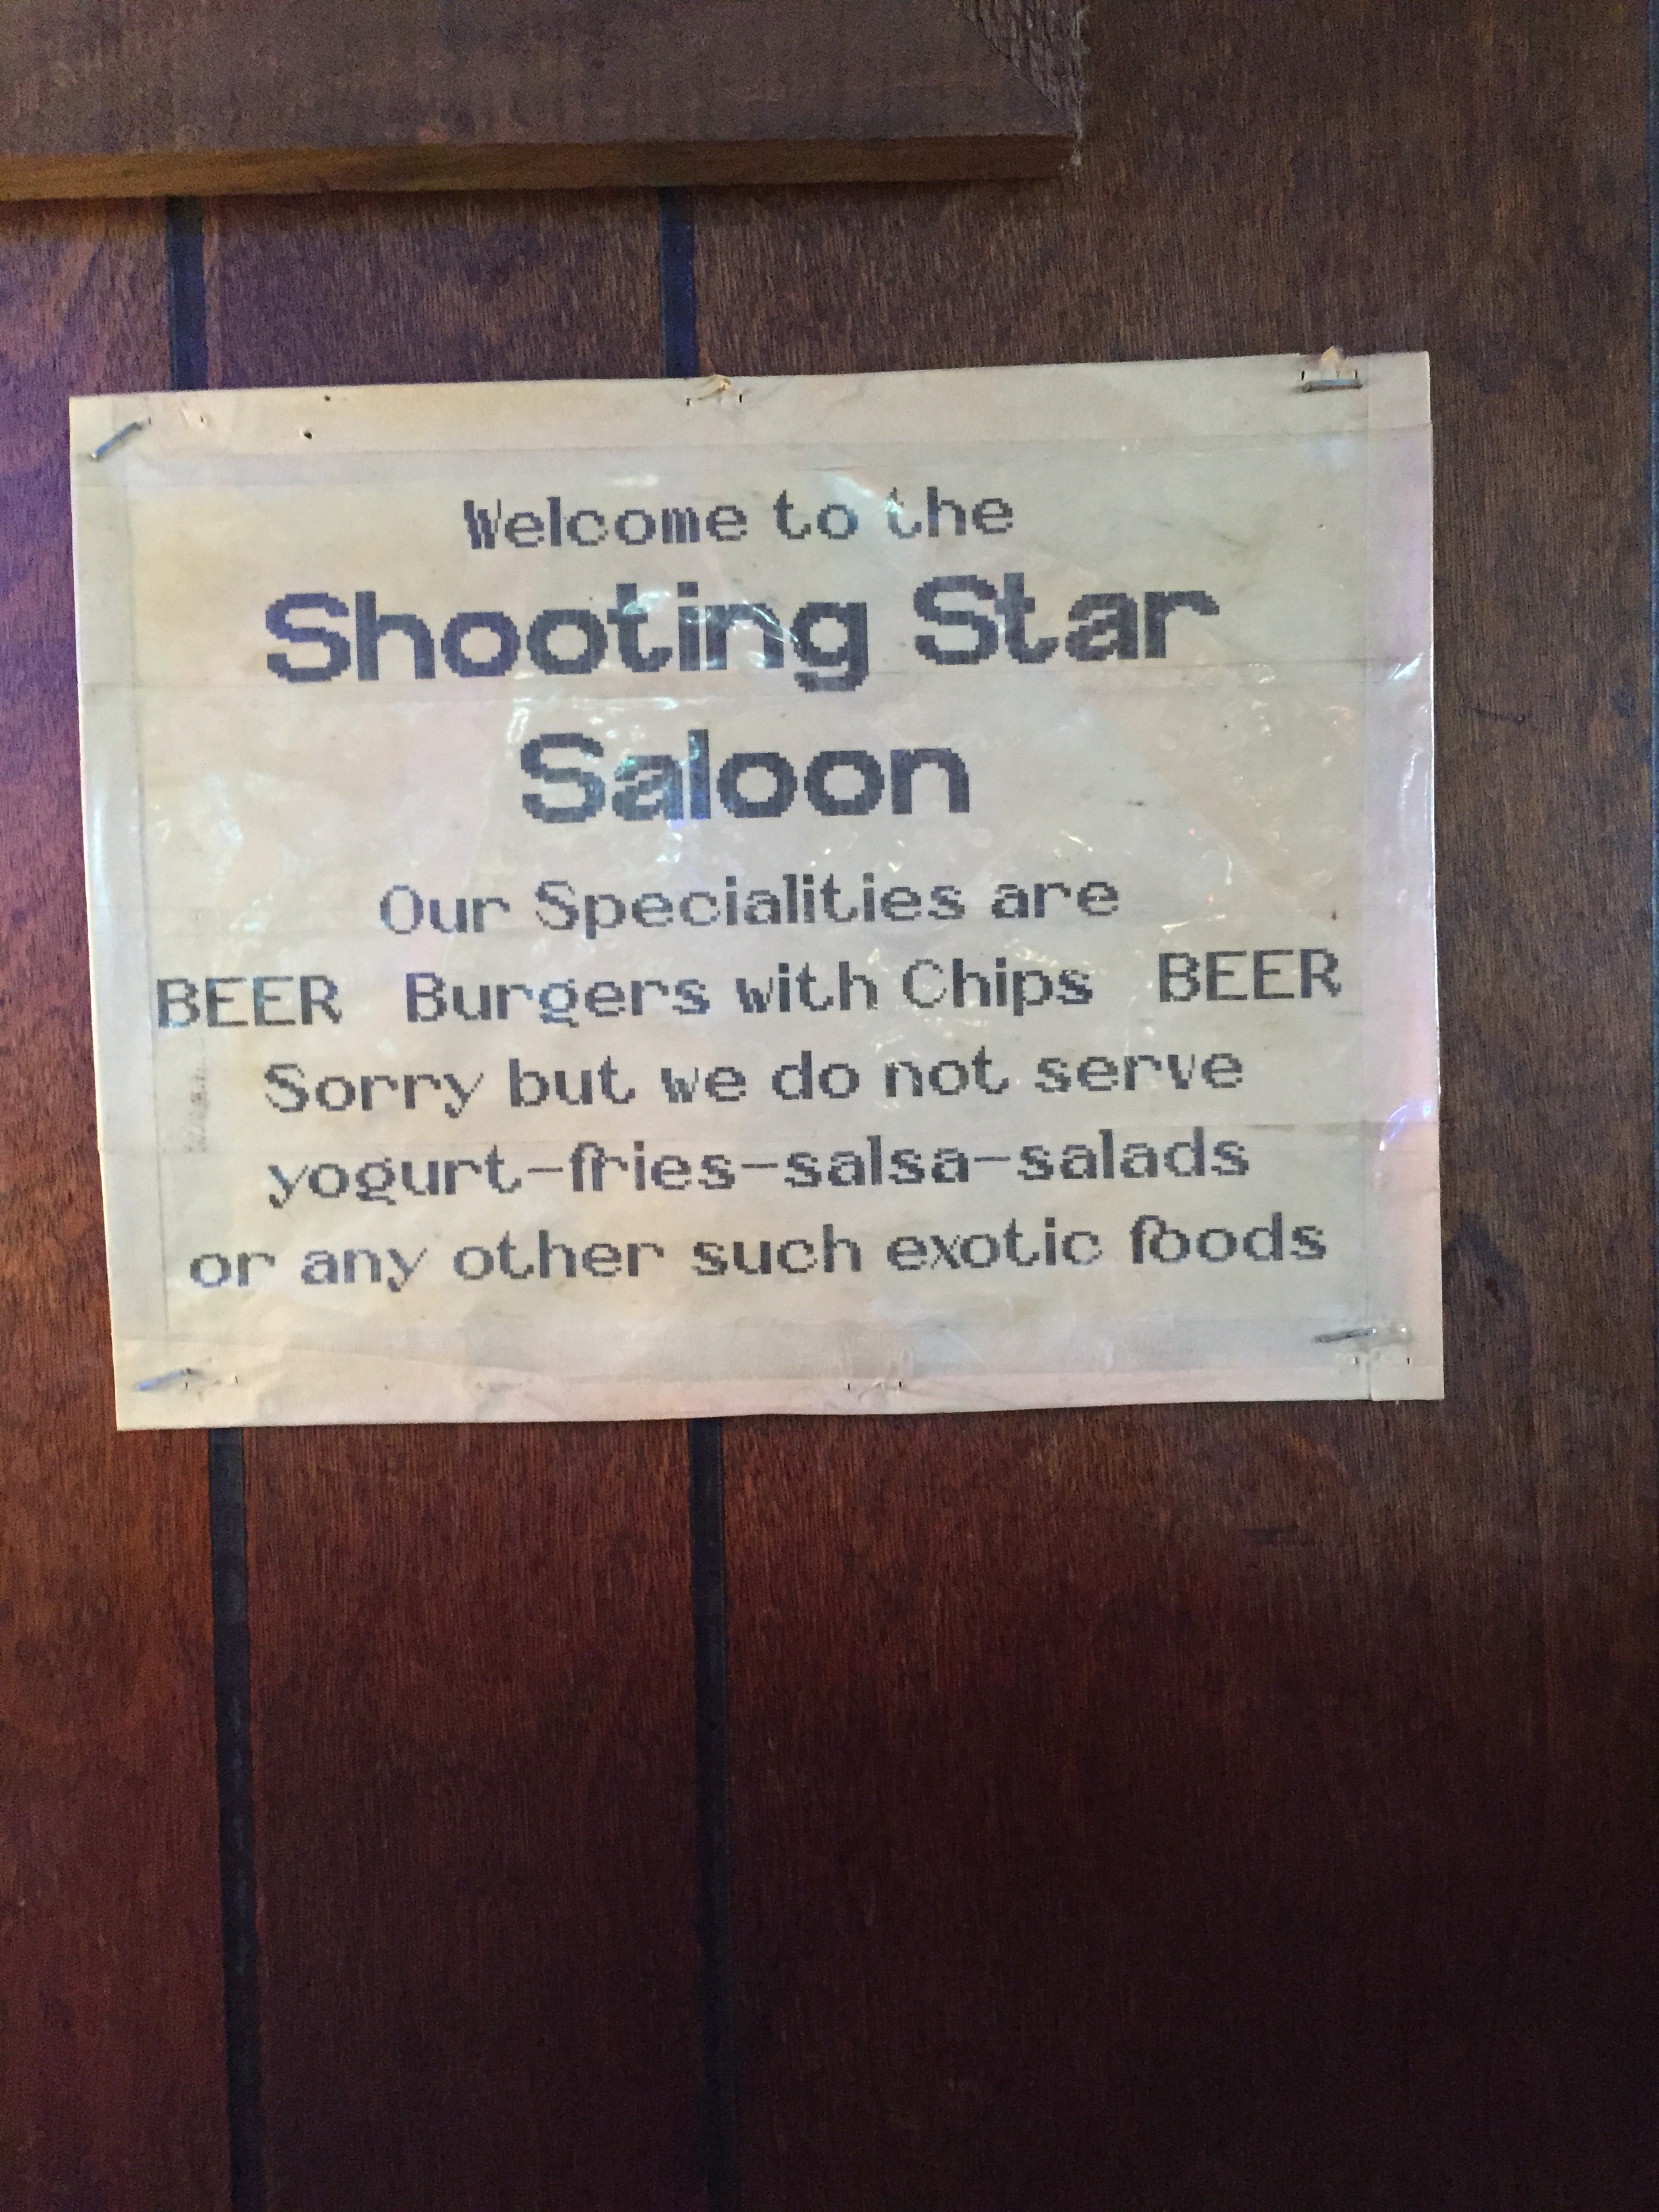 Welcome to the
Shooting Star
Saloon
Our Specialities are
BEER Burgers with Chips BEER
Sorry but we do not serve
yogurt-fries-salsa-salads
or any other such exotic foods